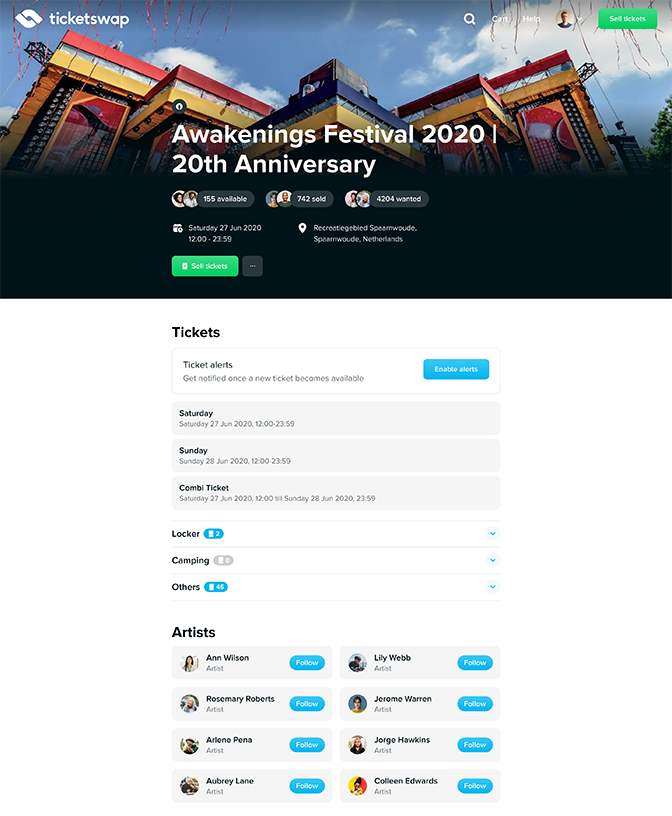 ticketswap
Cart
Help
Sell tickets
Awakenings Festival 2020 |
20th Anniversary
155 available
742 sold
4204 wanted
Saturday 27 Jun 2020
12:00 - 23:59
Recreatiegebied Spaarnwoude,
Spaarnwoude, Netherlands
Sell tickets
...
Tickets
Ticket alerts
Get notified once a new ticket becomes available
Enable alerts
Saturday
Saturday 27 Jun 2020, 12:00-23:59
Sunday
Sunday 28 Jun 2020, 12:00-23:59
Combi Ticket
Saturday 27 Jun 2020, 12:00 till Sunday 28 Jun 2020, 23:59
Locker 2
Camping 0
Others 46
Artists
Ann Wilson
Artist
Follow
Lily Webb
Artist
Follow
Rosemary Roberts
Artist
Follow
Jerome Warren
Artist
Follow
Arlene Pena
Artist
Follow
Jorge Hawkins
Artist
Follow
Aubrey Lane
Artist
Follow
Colleen Edwards
Artist
Follow